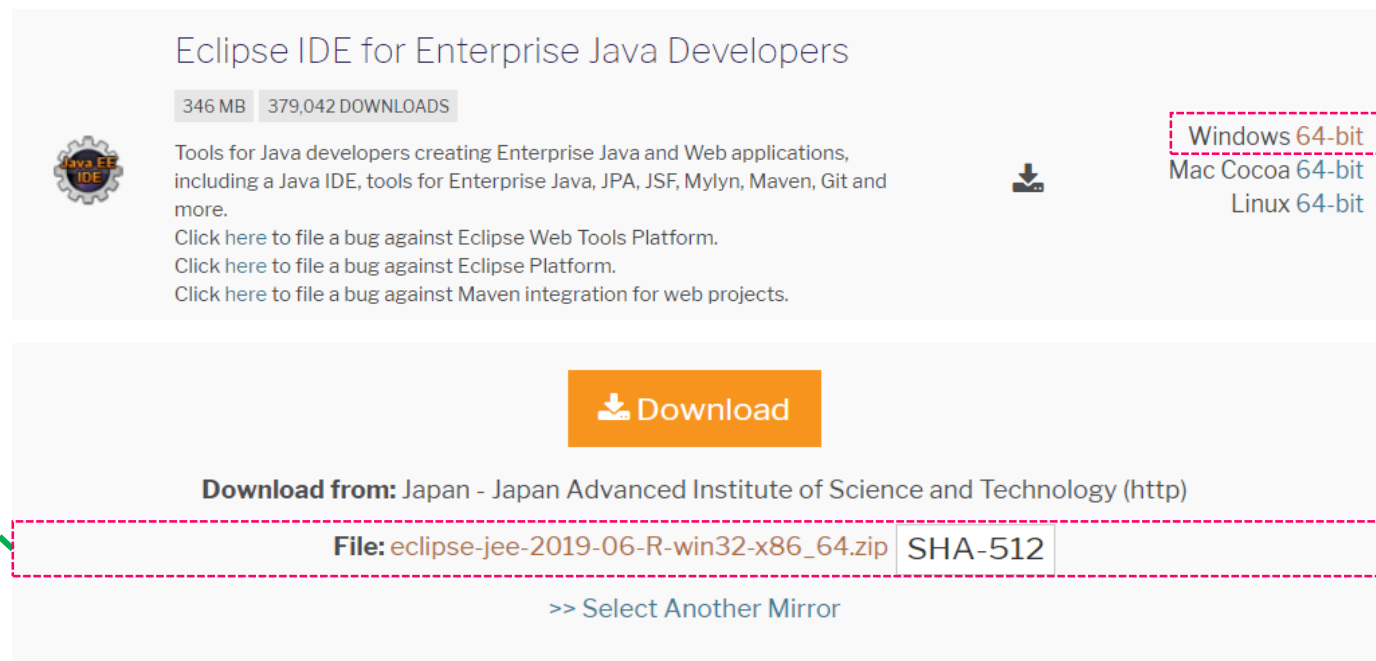 Eclipse IDE for Enterprise Java Developers
346 MB 379,042 DOWNLOADS
Java EE
IDE
Tools for Java developers creating Enterprise Java and Web applications,
including a Java IDE, tools for Enterprise Java, JPA, JSF, Mylyn, Maven, Git and
more.
Click here to file a bug against Eclipse Web Tools Platform.
Click here to file a bug against Eclipse Platform.
Click here to file a bug against Maven integration for web projects.
Windows 64-bit
Mac Cocoa 64-bit
Linux 64-bit
Download
Download from: Japan - Japan Advanced Institute of Science and Technology (http)
File: eclipse-jee-2019-06-R-win32-x86_64.zip SHA-512
>> Select Another Mirror